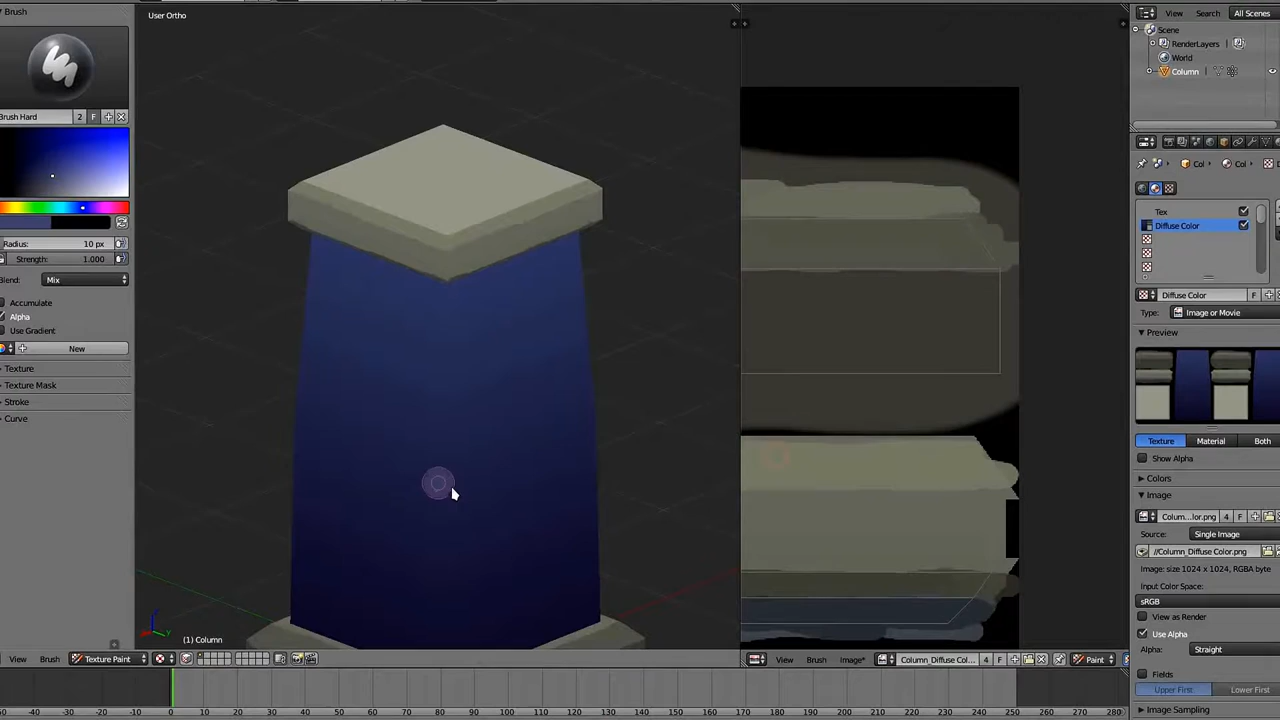 Brush
User Ortho
View Search All Scenes
Scene
RenderLayers
World
Column
Brush Hard 2 F
Col Col
Tex
Diffuse Color
Radius: 10 px
Strength: 1.000
Blend: Mix
Accumulate
Alpha
Use Gradient
New
Texture
Texture Mask
Stroke
Curve
Diffuse Color F
Type: Image or Movie
Preview
Texture Material Both
Show Alpha
Colors
Image
Colum...lor.png 4 F
Source: Single Image
//Column_Diffuse Color.png
Image: size 1024 x 1024, RGBA byte
Input Color Space:
sRGB
View as Render
Use Alpha
Alpha: Straight
Fields
Upper First Lower First
Image Sampling
(1) Column
View Brush Texture Paint
View Brush Image* Column_Diffuse Col... 4 F Paint
-50 -40 -30 -20 -10 0 10 20 30 40 50 60 70 80 90 100 110 120 130 140 150 160 170 180 190 200 210 220 230 240 250 260 270 280